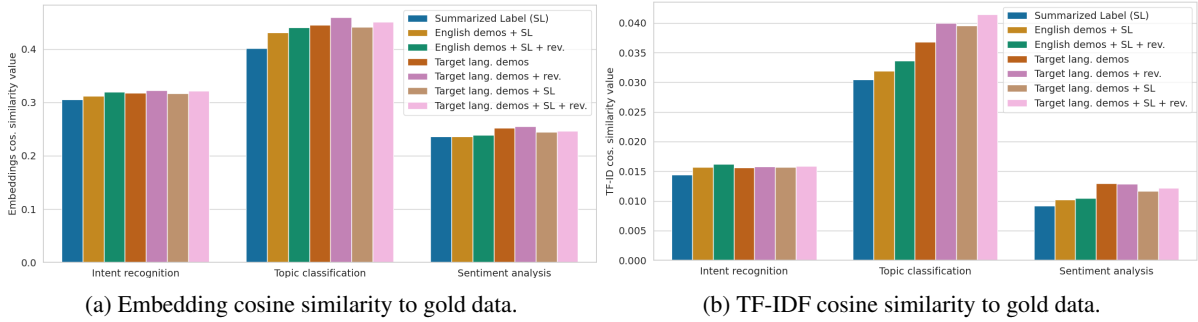 Embeddings cos. similarity value
0.4
0.3
0.2
0.1
0.0
Summarized Label (SL)
English demos + SL
English demos + SL + rev.
Target lang. demos
Target lang. demos + rev.
Target lang. demos + SL
Target lang. demos + SL + rev.
Intent recognition
Topic classification
Sentiment analysis
(a) Embedding cosine similarity to gold data.
TF-ID cos. similarity value
0.040
0.035
0.030
0.025
0.020
0.015
0.010
0.005
0.000
Summarized Label (SL)
English demos + SL
English demos + SL + rev.
Target lang. demos
Target lang. demos + rev.
Target lang. demos + SL
Target lang. demos + SL + rev.
Intent recognition
Topic classification
Sentiment analysis
(b) TF-IDF cosine similarity to gold data.